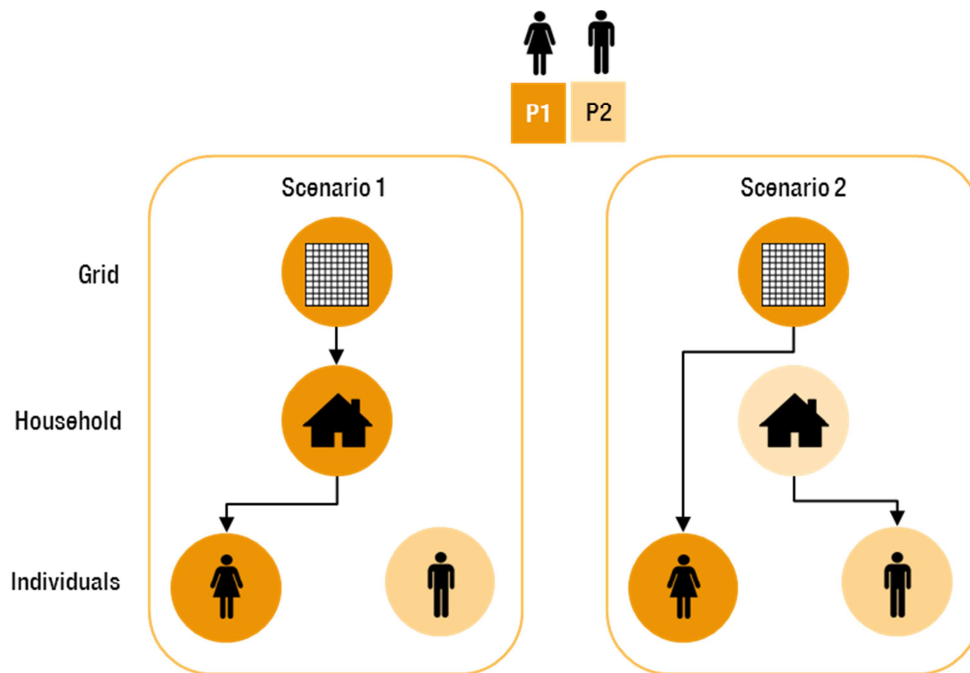 P1 P2
Scenario 1
Scenario 2
Grid
Household
Individuals